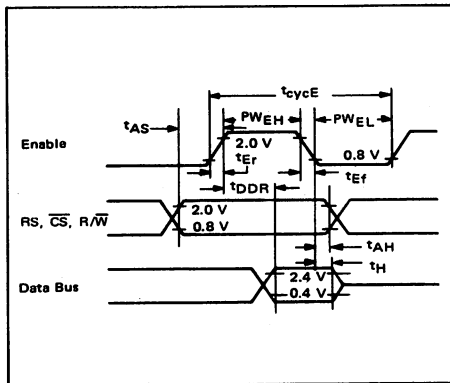 tcycE
tAS
PWEH
PWEL
Enable
2.0 V
0.8 V
tEr
tEf
tDDR
RS, C̅S̅, R/W̅
2.0 V
0.8 V
tAH
tH
Data Bus
2.4 V
0.4 V